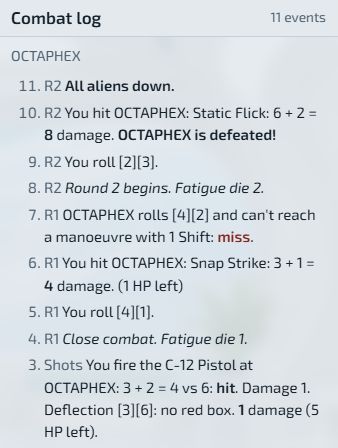 Combat log
11 events
OCTAPHEX
11. R2 All aliens down.
10. R2 You hit OCTAPHEX: Static Flick: 6 + 2 =
8 damage. OCTAPHEX is defeated!
9. R2 You roll [2][3].
8. R2 Round 2 begins. Fatigue die 2.
7. R1 OCTAPHEX rolls [4][2] and can't reach
a manoeuvre with 1 Shift: miss.
6. R1 You hit OCTAPHEX: Snap Strike: 3 + 1 =
4 damage. (1 HP left)
5. R1 You roll [4][1].
4. R1 Close combat. Fatigue die 1.
3. Shots You fire the C-12 Pistol at
OCTAPHEX: 3 + 2 = 4 vs 6: hit. Damage 1.
Deflection [3][6]: no red box. 1 damage (5
HP left).